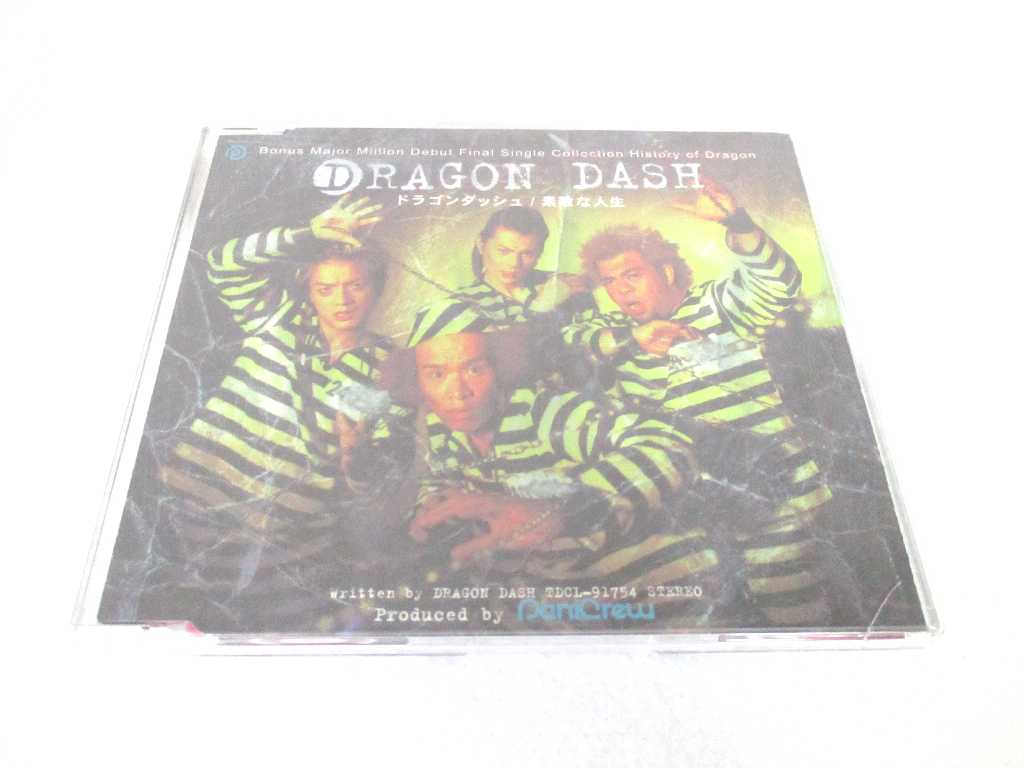 Bonus Major Million Debut Final Single Collection History of Dragon
DRAGON DASH
ドラゴンダッシュ / 素敵な人生
written by DRAGON DASH TDCL-91754 STEREO
Produced by PaniCrew